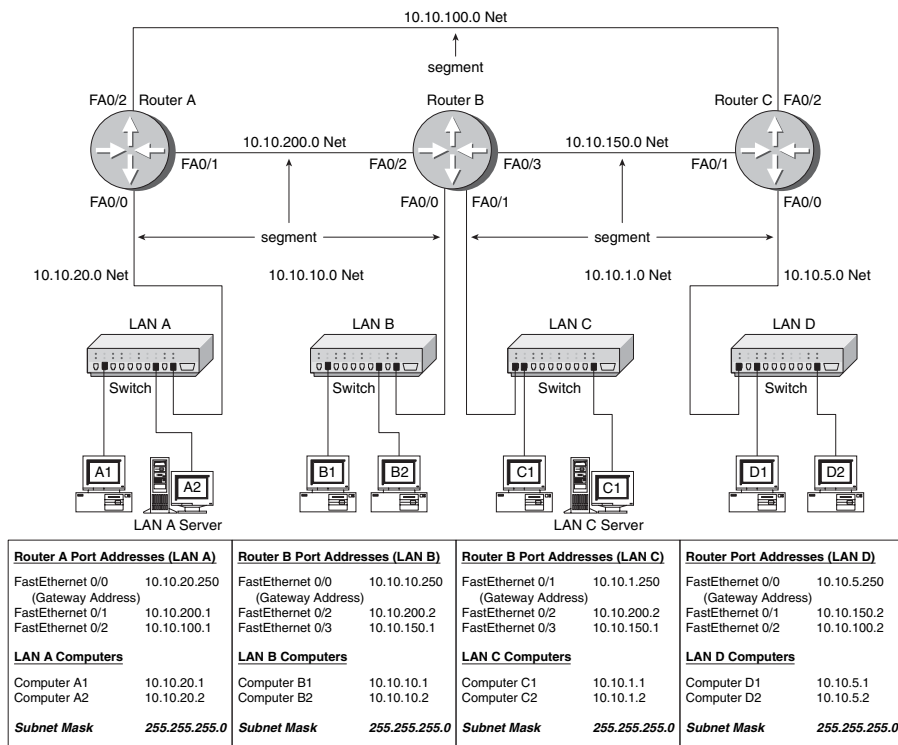 10.10.100.0 Net
segment
FA0/2 Router A
Router B
Router C FA0/2
10.10.200.0 Net
10.10.150.0 Net
FA0/1
FA0/2
FA0/3
FA0/1
FA0/0
FA0/0
FA0/1
FA0/0
segment
segment
10.10.20.0 Net
10.10.10.0 Net
10.10.1.0 Net
10.10.5.0 Net
LAN A
LAN B
LAN C
LAN D
Switch
Switch
Switch
Switch
A1
A2
B1
B2
C1
C1
D1
D2
LAN A Server
LAN C Server
Router A Port Addresses (LAN A)
FastEthernet 0/0 10.10.20.250
(Gateway Address)
FastEthernet 0/1 10.10.200.1
FastEthernet 0/2 10.10.100.1
LAN A Computers
Computer A1 10.10.20.1
Computer A2 10.10.20.2
Subnet Mask 255.255.255.0
Router B Port Addresses (LAN B)
FastEthernet 0/0 10.10.10.250
(Gateway Address)
FastEthernet 0/2 10.10.200.2
FastEthernet 0/3 10.10.150.1
LAN B Computers
Computer B1 10.10.10.1
Computer B2 10.10.10.2
Subnet Mask 255.255.255.0
Router B Port Addresses (LAN C)
FastEthernet 0/1 10.10.1.250
(Gateway Address)
FastEthernet 0/2 10.10.200.2
FastEthernet 0/3 10.10.150.1
LAN C Computers
Computer C1 10.10.1.1
Computer C2 10.10.1.2
Subnet Mask 255.255.255.0
Router Port Addresses (LAN D)
FastEthernet 0/0 10.10.5.250
(Gateway Address)
FastEthernet 0/1 10.10.150.2
FastEthernet 0/2 10.10.100.2
LAN D Computers
Computer D1 10.10.5.1
Computer D2 10.10.5.2
Subnet Mask 255.255.255.0